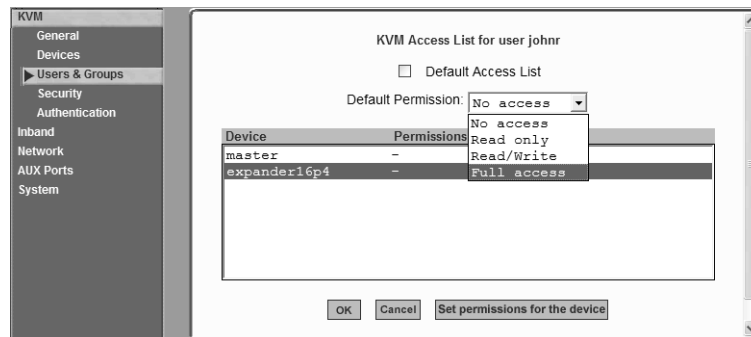 KVM
General
Devices
Users & Groups
Security
Authentication
Inband
Network
AUX Ports
System
KVM Access List for user johnr
Default Access List
Default Permission: No access
No access
Read only
Read/Write
Full access
Device Permissions
master -
expander16p4 -
OK Cancel Set permissions for the device